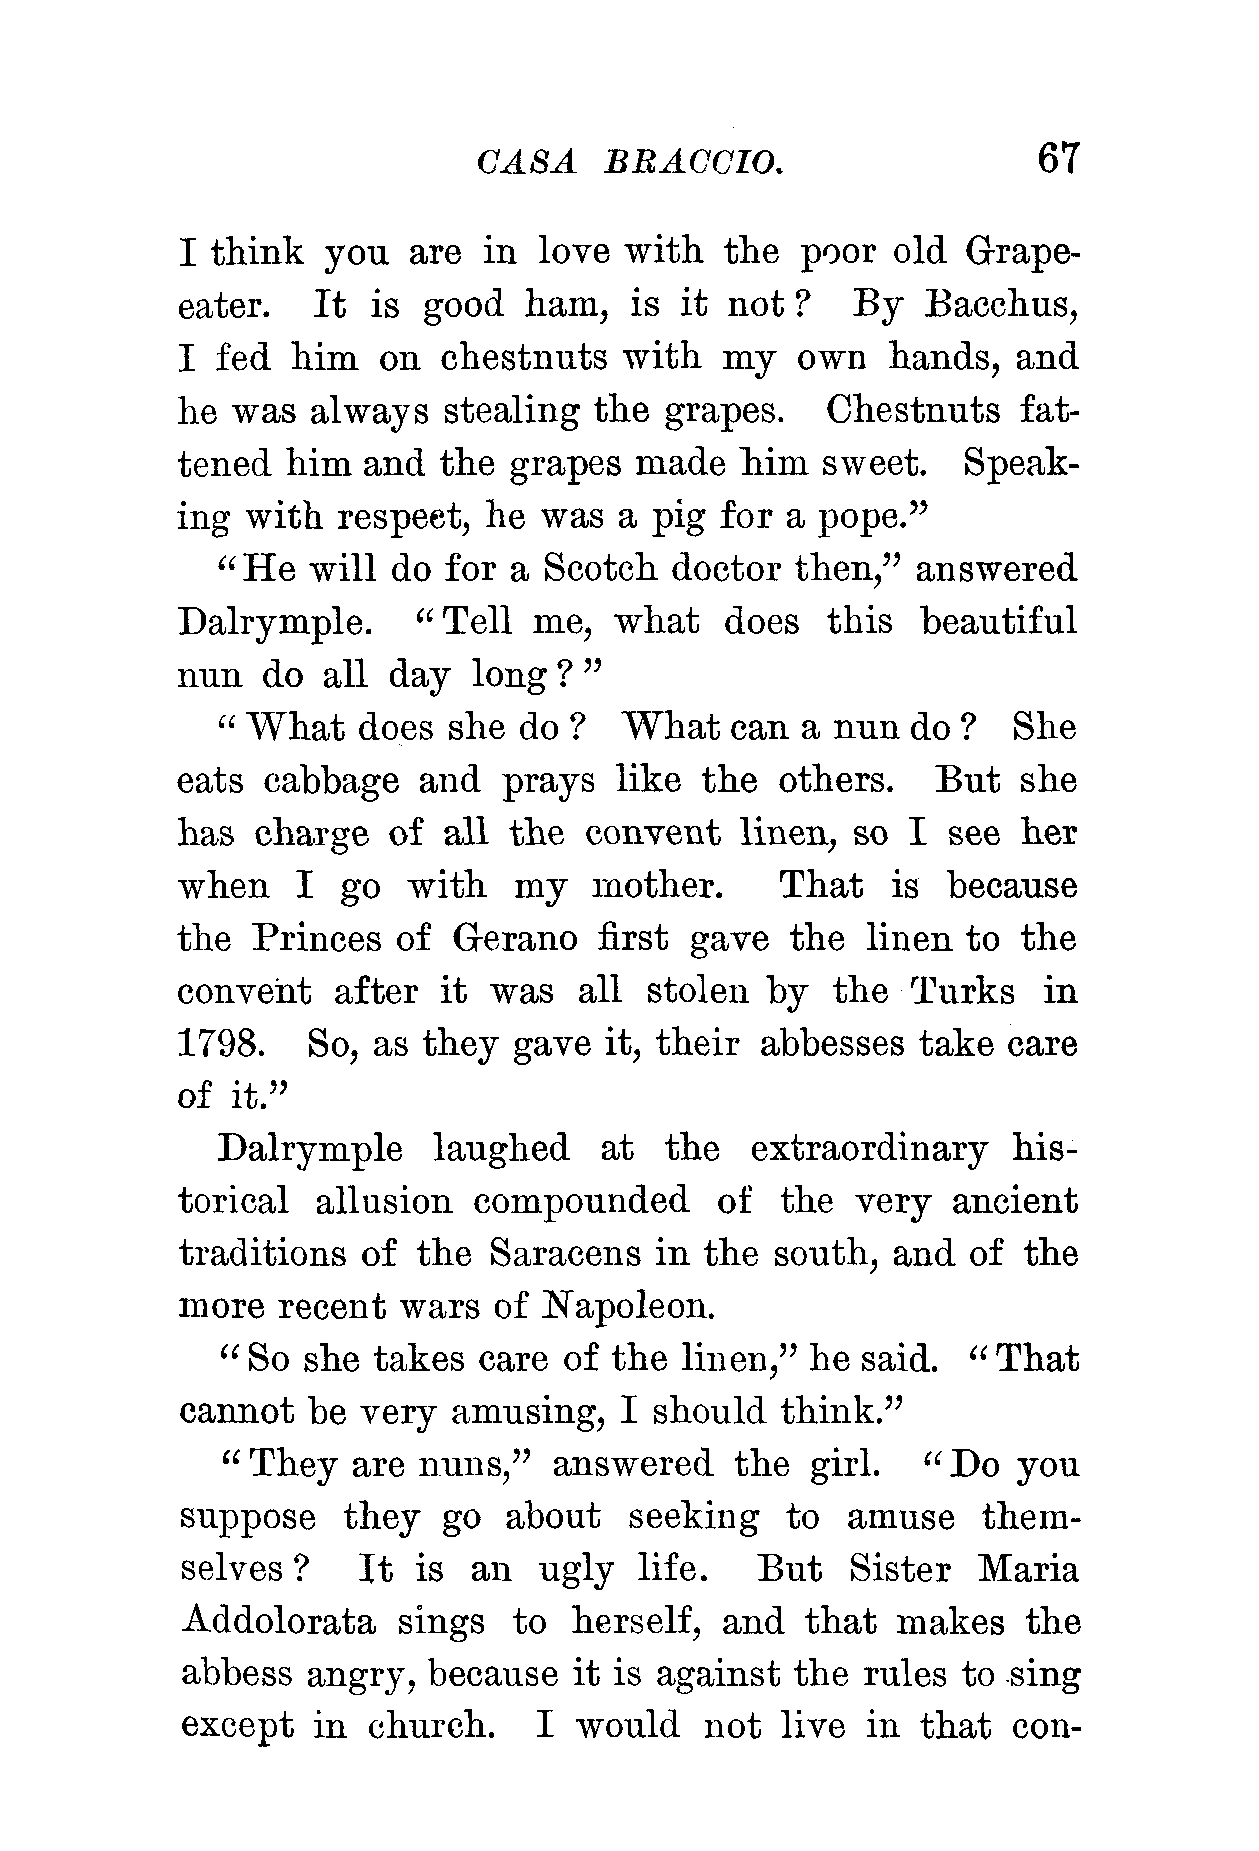 CASA BRACCIO. 67
I think you are in love with the poor old Grape-
eater. It is good ham, is it not? By Bacchus,
I fed him on chestnuts with my own hands, and
he was always stealing the grapes. Chestnuts fat-
tened him and the grapes made him sweet. Speak-
ing with respect, he was a pig for a pope.”
“He will do for a Scotch doctor then,” answered
Dalrymple. “Tell me, what does this beautiful
nun do all day long?”
“What does she do? What can a nun do? She
eats cabbage and prays like the others. But she
has charge of all the convent linen, so I see her
when I go with my mother. That is because
the Princes of Gerano first gave the linen to the
convent after it was all stolen by the Turks in
1798. So, as they gave it, their abbesses take care
of it.”
Dalrymple laughed at the extraordinary his-
torical allusion compounded of the very ancient
traditions of the Saracens in the south, and of the
more recent wars of Napoleon.
“So she takes care of the linen,” he said. “That
cannot be very amusing, I should think.”
“They are nuns,” answered the girl. “Do you
suppose they go about seeking to amuse them-
selves? It is an ugly life. But Sister Maria
Addolorata sings to herself, and that makes the
abbess angry, because it is against the rules to sing
except in church. I would not live in that con-